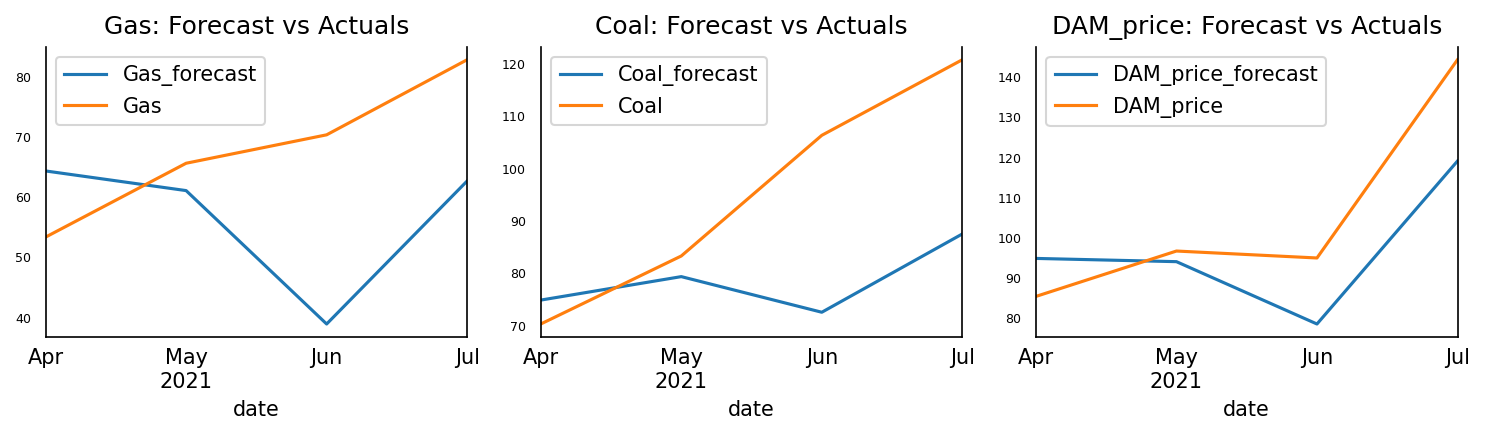 Gas: Forecast vs Actuals
Gas_forecast
Gas
80
70
60
50
40
Apr May Jun Jul
2021
date
Coal: Forecast vs Actuals
Coal_forecast
Coal
120
110
100
90
80
70
Apr May Jun Jul
2021
date
DAM_price: Forecast vs Actuals
DAM_price_forecast
DAM_price
140
130
120
110
100
90
80
Apr May Jun Jul
2021
date